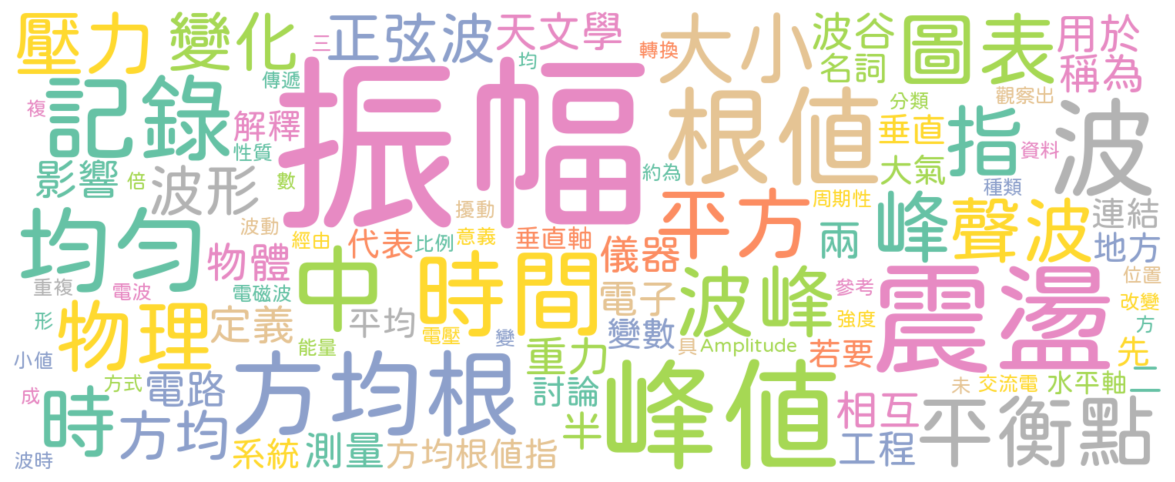 壓力
變化
三
正弦波
天文學
均
轉換
大小
波谷
名詞
圖表
用於
稱為
複
記錄
傳遞
解釋
性質
振幅
根值
分類
觀察出
垂直
大氣
指
資料
種類
波
影響
倍
波形
數
波動
擾動
約為
平方
兩
周期性
峰
聲波
連結
地方
均勻
物體
經由
代表
比例
意義
垂直軸
儀器
中
時間
重複
電波
電磁波
電子
波峰
參考
震盪
位置
改變
方
形
物理
定義
平均
電壓
變
變數
具
Amplitude
強度
若要
先
小值
能量
方均根
重力
峰值
未
交流電
水平軸
二
成
方式
電路
時
方均
討論
半
相互
平衡點
工程
波時
系統
測量
方均根值指